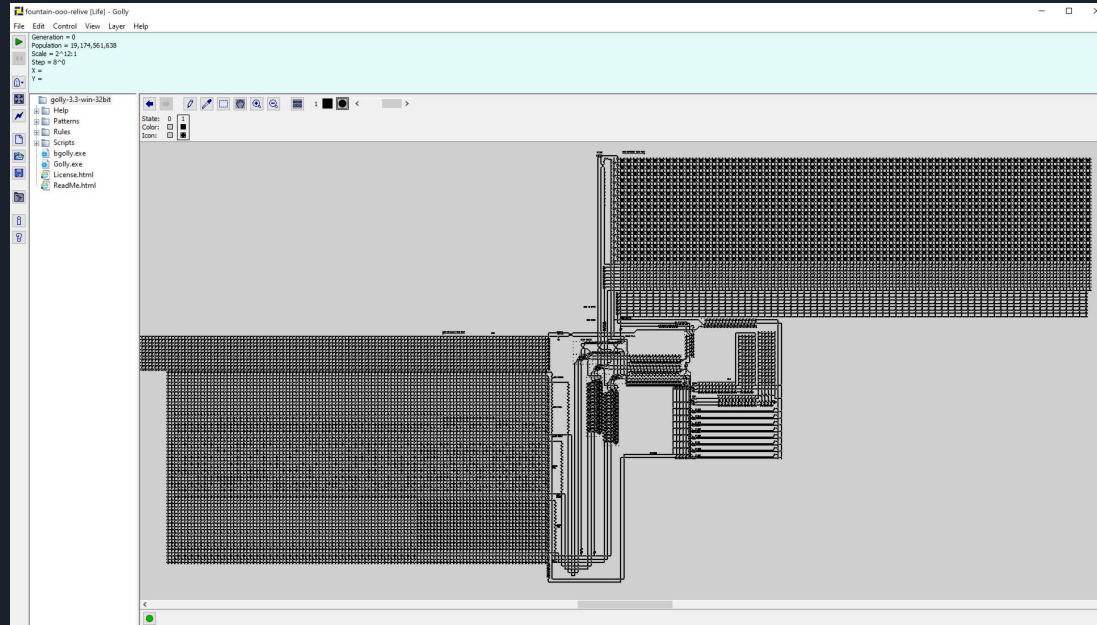 fountain-ooo-relive [Life] - Golly
File Edit Control View Layer Help
Generation = 0
Population = 19,174,561,638
Scale = 2^12:1
Step = 8^0
X =
Y =
golly-3.3-win-32bit
Help
Patterns
Rules
Scripts
bgolly.exe
Golly.exe
License.html
ReadMe.html
1
State: 0 1
Color:
Icon: